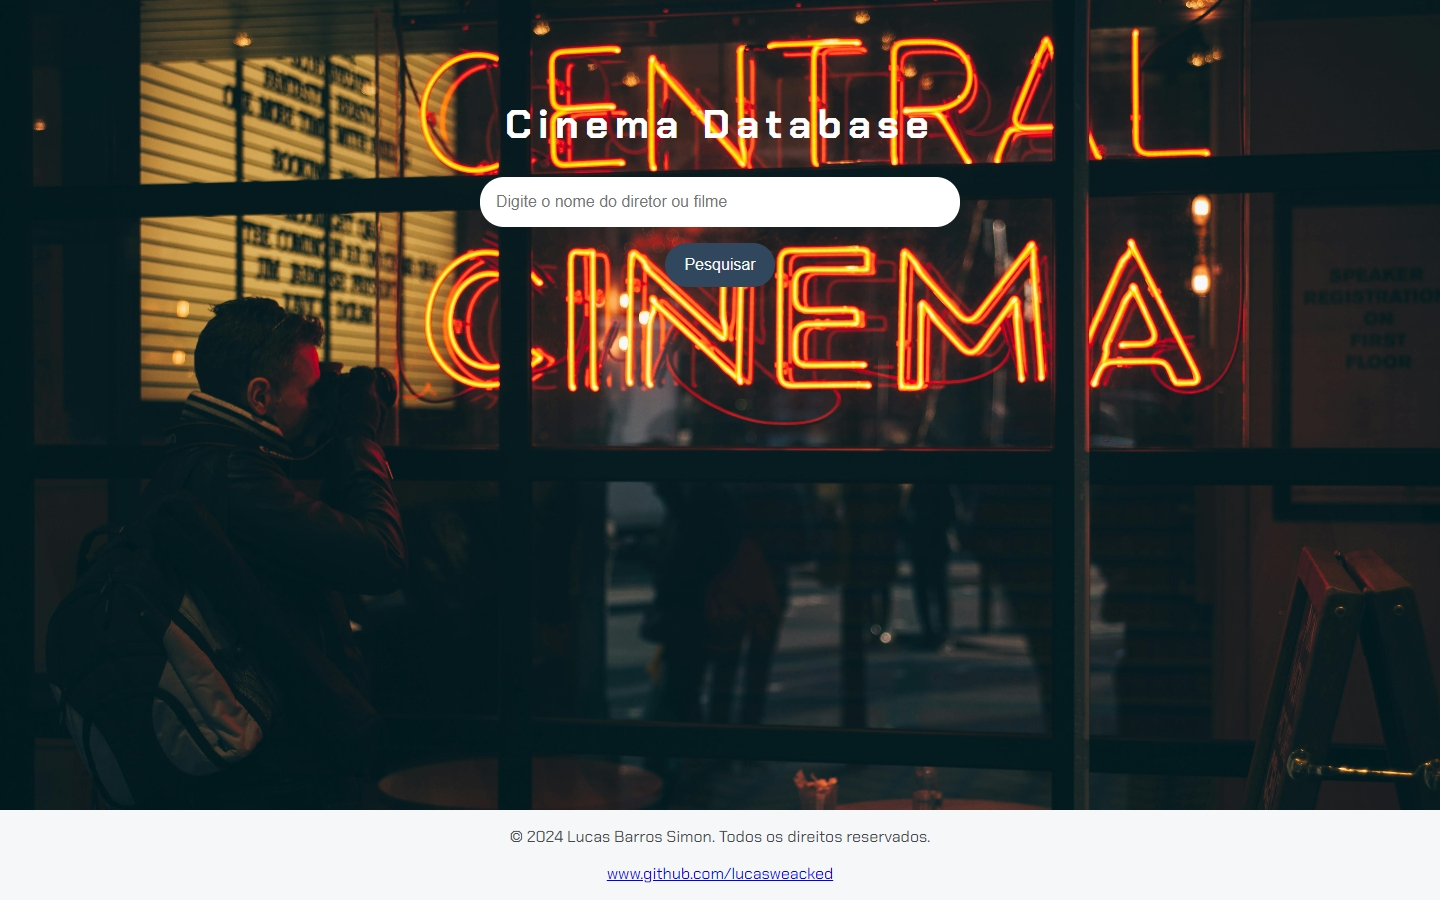 CENTRAL
Cinema Database
Digite o nome do diretor ou filme
Pesquisar
CINEMA
SPEAKER
REGISTRATION
ON
FIRST
FLOOR
© 2024 Lucas Barros Simon. Todos os direitos reservados.
www.github.com/lucasweacked